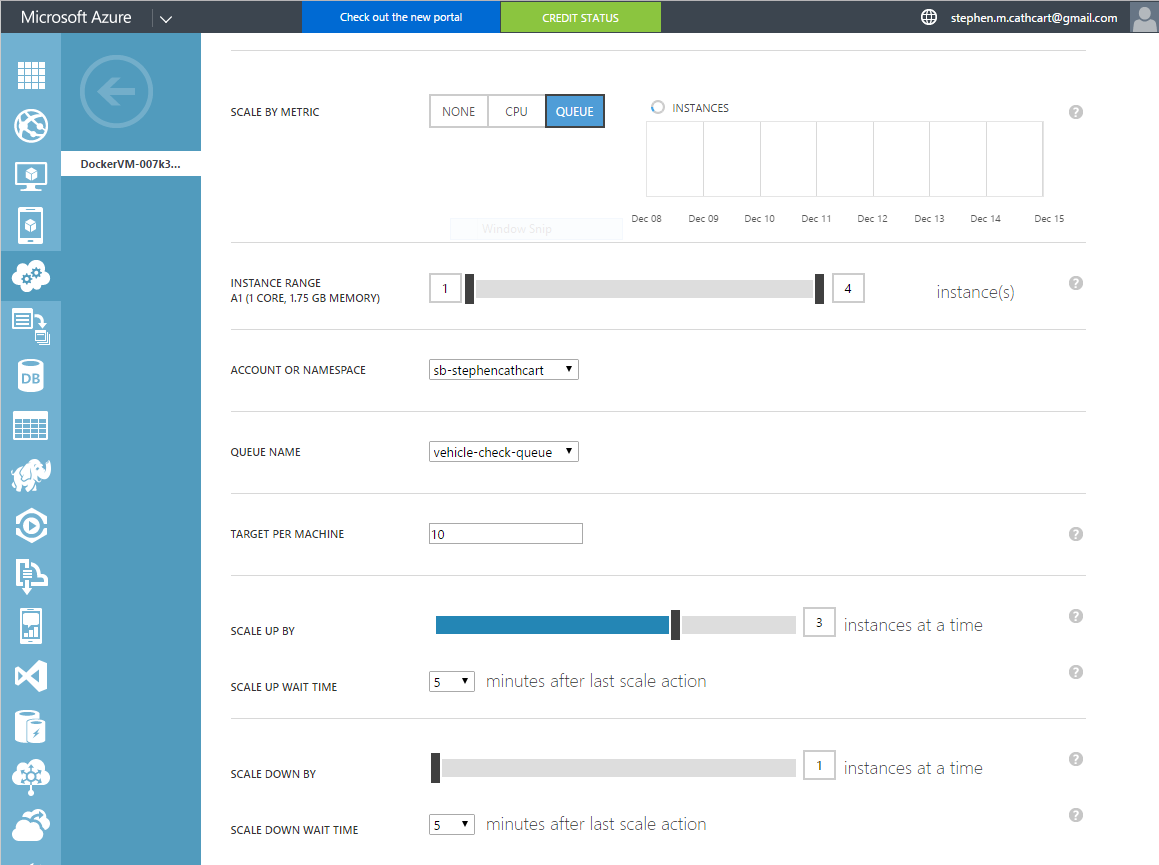 Microsoft Azure
Check out the new portal
CREDIT STATUS
stephen.m.cathcart@gmail.com
DockerVM-007k3...
SCALE BY METRIC
NONE CPU QUEUE
INSTANCES
?
Dec 08 Dec 09 Dec 10 Dec 11 Dec 12 Dec 13 Dec 14 Dec 15
Window Snip
INSTANCE RANGE
A1 (1 CORE, 1.75 GB MEMORY)
1
4
instance(s)
?
ACCOUNT OR NAMESPACE
sb-stephencathcart
DB
QUEUE NAME
vehicle-check-queue
TARGET PER MACHINE
10
?
SCALE UP BY
3
instances at a time
?
SCALE UP WAIT TIME
5
minutes after last scale action
?
SCALE DOWN BY
1
instances at a time
?
SCALE DOWN WAIT TIME
5
minutes after last scale action
?